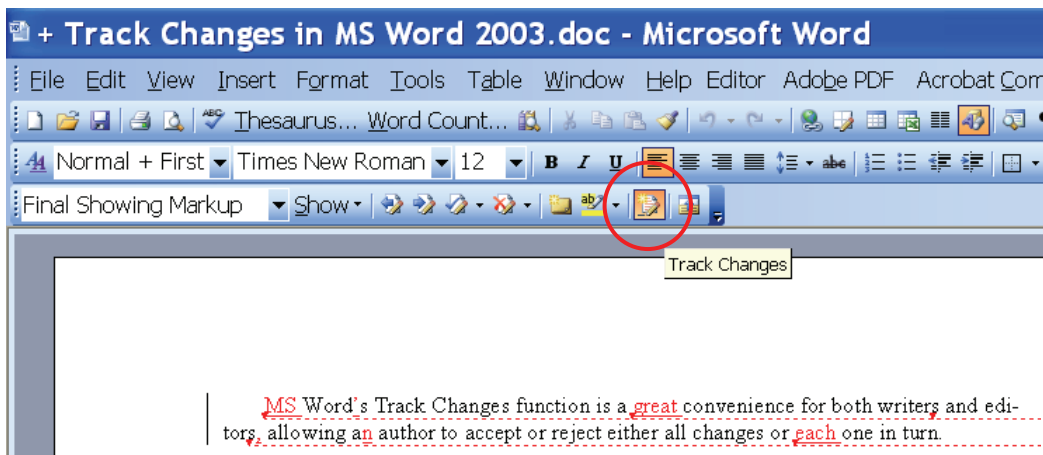 + Track Changes in MS Word 2003.doc - Microsoft Word
File Edit View Insert Format Tools Table Window Help Editor Adobe PDF Acrobat Com
Thesaurus... Word Count...
Normal + First Times New Roman 12 B I U abc
Final Showing Markup Show ab
Track Changes
MS Word's Track Changes function is a great convenience for both writers and edi-
tors, allowing an author to accept or reject either all changes or each one in turn.